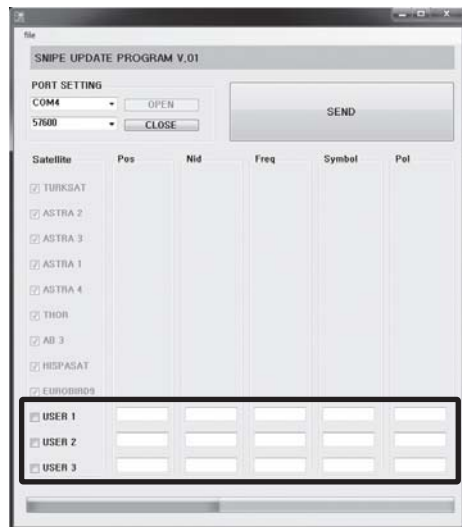 file
SNIPE UPDATE PROGRAM V.01
PORT SETTING
COM4 OPEN
57600 CLOSE
SEND
Satellite Pos Nid Freq Symbol Pol
TURKSAT
ASTRA 2
ASTRA 3
ASTRA 1
ASTRA 4
THOR
AB 3
HISPASAT
EUROBIRD9
USER 1
USER 2
USER 3